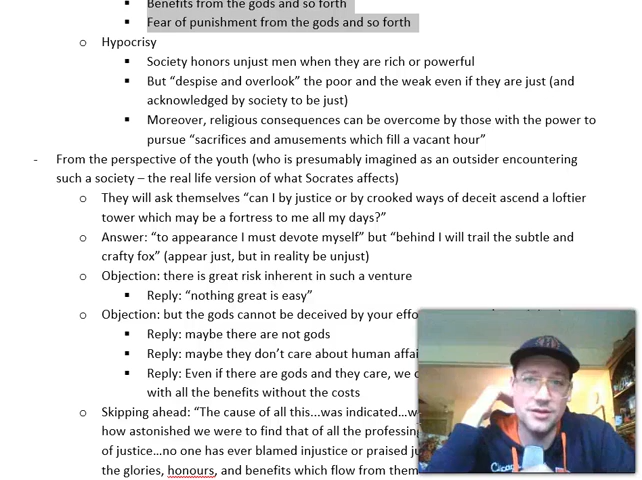 Benefits from the gods and so forth
Fear of punishment from the gods and so forth
Hypocrisy
Society honors unjust men when they are rich or powerful
But “despise and overlook” the poor and the weak even if they are just (and
acknowledged by society to be just)
Moreover, religious consequences can be overcome by those with the power to
pursue “sacrifices and amusements which fill a vacant hour”
- From the perspective of the youth (who is presumably imagined as an outsider encountering
such a society – the real life version of what Socrates affects)
They will ask themselves “can I by justice or by crooked ways of deceit ascend a loftier
tower which may be a fortress to me all my days?”
Answer: “to appearance I must devote myself” but “behind I will trail the subtle and
crafty fox” (appear just, but in reality be unjust)
Objection: there is great risk inherent in such a venture
Reply: “nothing great is easy”
Objection: but the gods cannot be deceived by your
Reply: maybe there are not gods
Reply: maybe they don’t care about human
Reply: Even if there are gods and they care, we
with all the benefits without the costs
Skipping ahead: “The cause of all this...was indicated...
how astonished we were to find that of all the professing
of justice...no one has ever blamed injustice or praised
the glories, honours, and benefits which flow from them